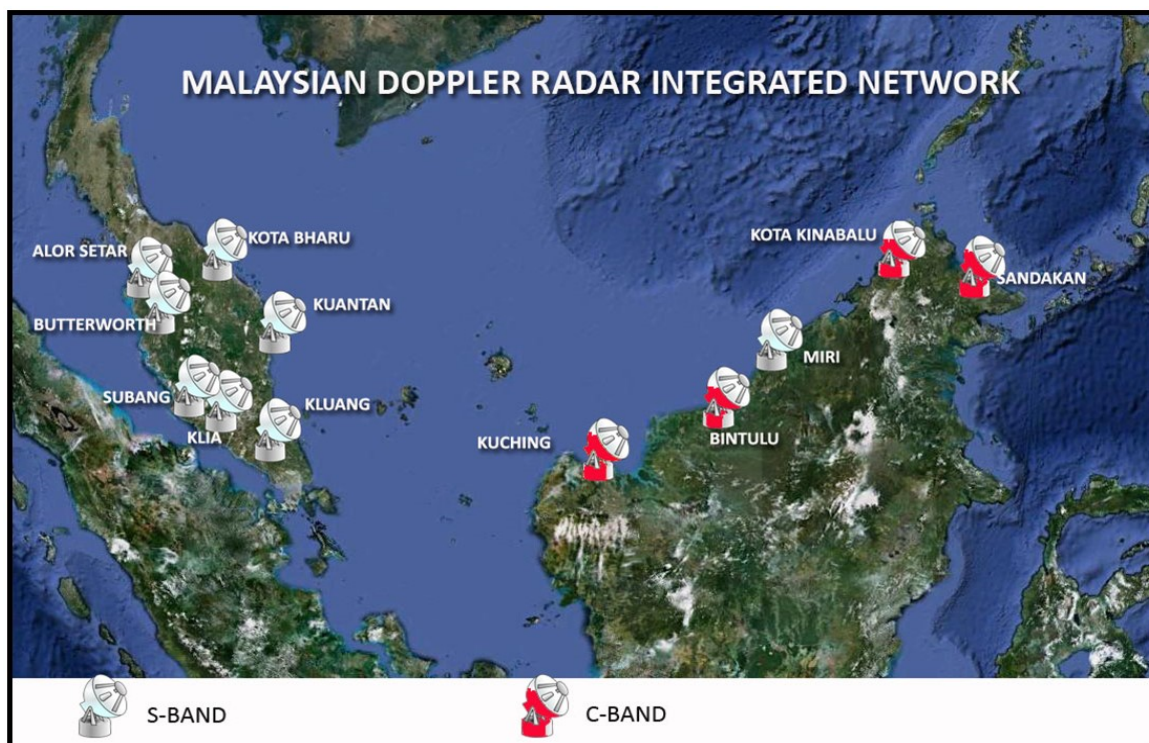 MALAYSIAN DOPPLER RADAR INTEGRATED NETWORK
KOTA BHARU
KOTA KINABALU
ALOR SETAR
SANDAKAN
KUANTAN
BUTTERWORTH
MIRI
SUBANG
KLUANG
KLIA
KUCHING
BINTULU
S-BAND
C-BAND